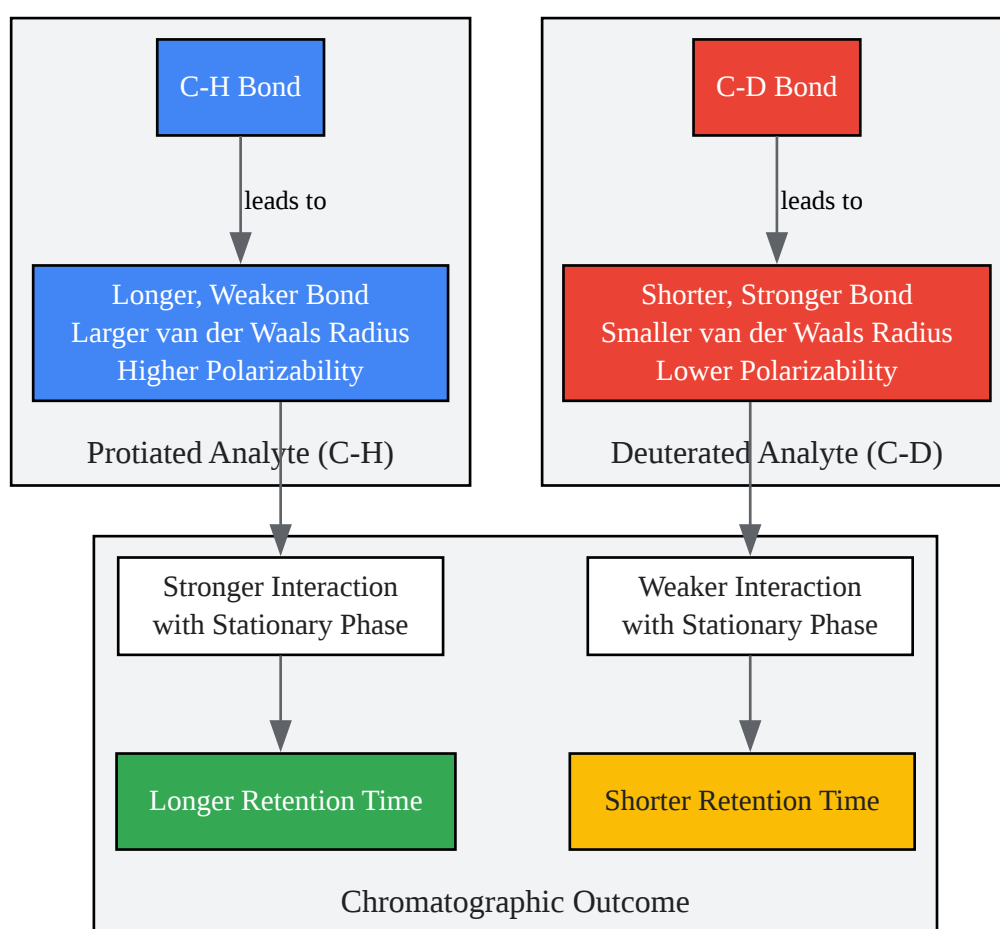 C-H Bond
leads to
Longer, Weaker Bond
Larger van der Waals Radius
Higher Polarizability
Protiated Analyte (C-H)
C-D Bond
leads to
Shorter, Stronger Bond
Smaller van der Waals Radius
Lower Polarizability
Deuterated Analyte (C-D)
Stronger Interaction
with Stationary Phase
Longer Retention Time
Weaker Interaction
with Stationary Phase
Shorter Retention Time
Chromatographic Outcome